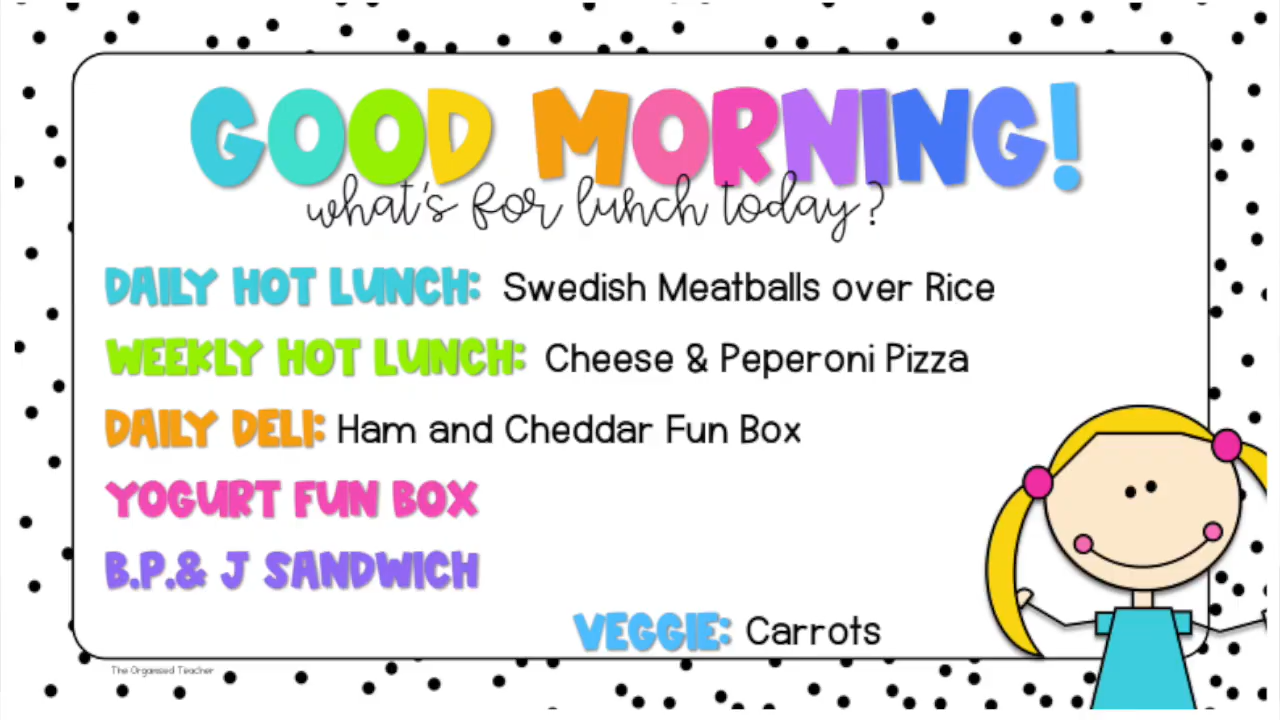 GOOD MORNING!
what's for lunch today?
DAILY HOT LUNCH: Swedish Meatballs over Rice
WEEKLY HOT LUNCH: Cheese & Peperoni Pizza
DAILY DELI: Ham and Cheddar Fun Box
YOGURT FUN BOX
B.P.& J SANDWICH
VEGGIE: Carrots
The Organised Teacher